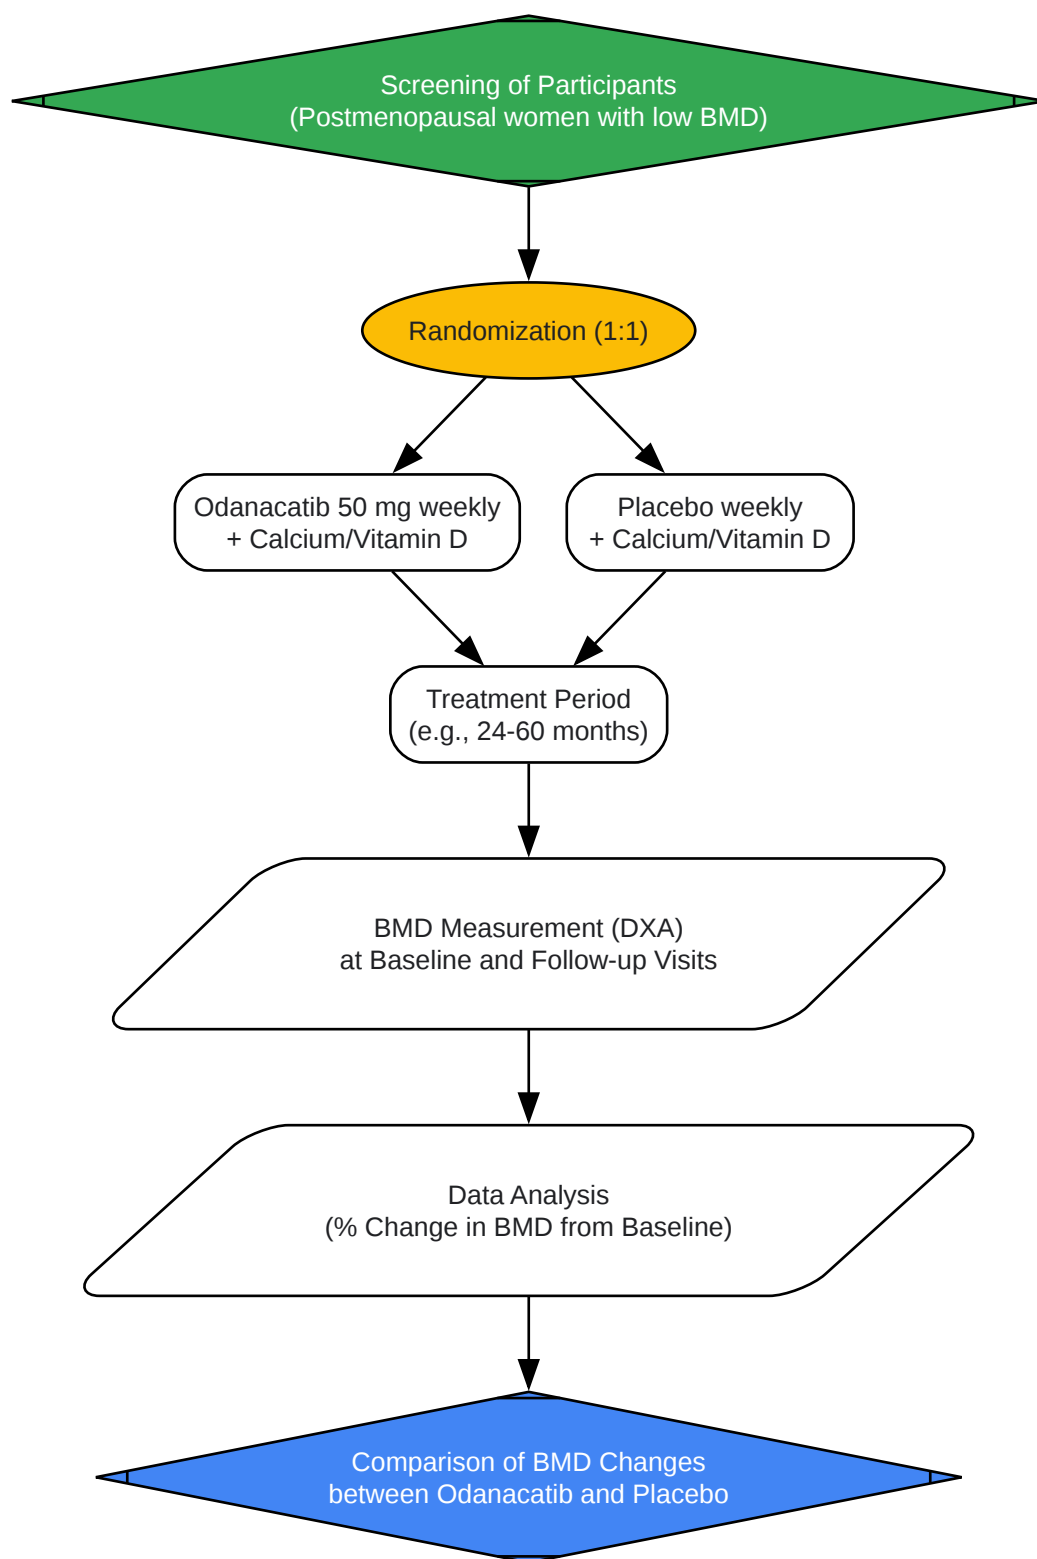 Screening of Participants
(Postmenopausal women with low BMD)
Randomization (1:1)
Odanacatib 50 mg weekly
+ Calcium/Vitamin D
Placebo weekly
+ Calcium/Vitamin D
Treatment Period
(e.g., 24-60 months)
BMD Measurement (DXA)
at Baseline and Follow-up Visits
Data Analysis
(% Change in BMD from Baseline)
Comparison of BMD Changes
between Odanacatib and Placebo